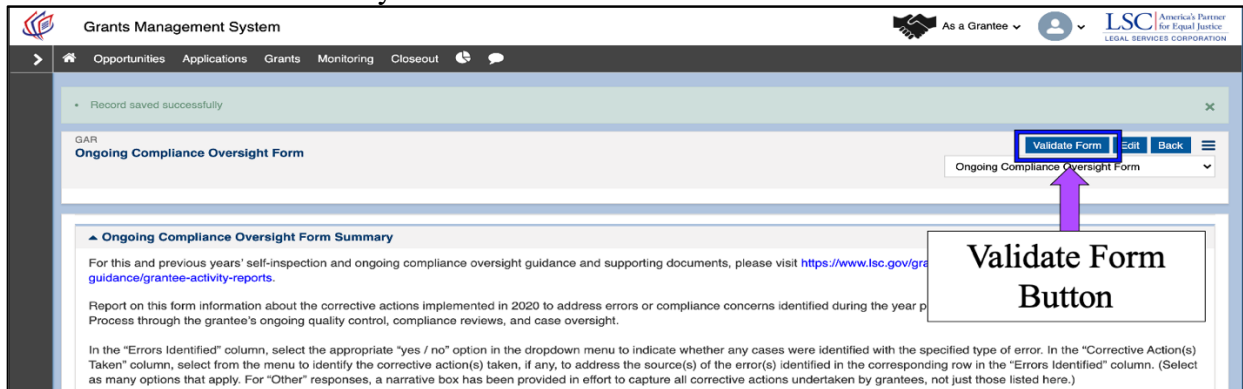 Grants Management System
As a Grantee
LSC America's Partner for Equal Justice
LEGAL SERVICES CORPORATION
Opportunities Applications Grants Monitoring Closeout
Record saved successfully
GAR
Ongoing Compliance Oversight Form
Validate Form Edit Back
Ongoing Compliance Oversight Form
Ongoing Compliance Oversight Form Summary
For this and previous years' self-inspection and ongoing compliance oversight guidance and supporting documents, please visit https://www.lsc.gov/gra
guidance/grantee-activity-reports.
Report on this form information about the corrective actions implemented in 2020 to address errors or compliance concerns identified during the year p
Process through the grantee's ongoing quality control, compliance reviews, and case oversight.
In the "Errors Identified" column, select the appropriate "yes / no" option in the dropdown menu to indicate whether any cases were identified with the specified type of error. In the "Corrective Action(s)
Taken" column, select from the menu to identify the corrective action(s) taken, if any, to address the source(s) of the error(s) identified in the corresponding row in the "Errors Identified" column. (Select
as many options that apply. For "Other" responses, a narrative box has been provided in effort to capture all corrective actions undertaken by grantees, not just those listed here.)
Validate Form
Button